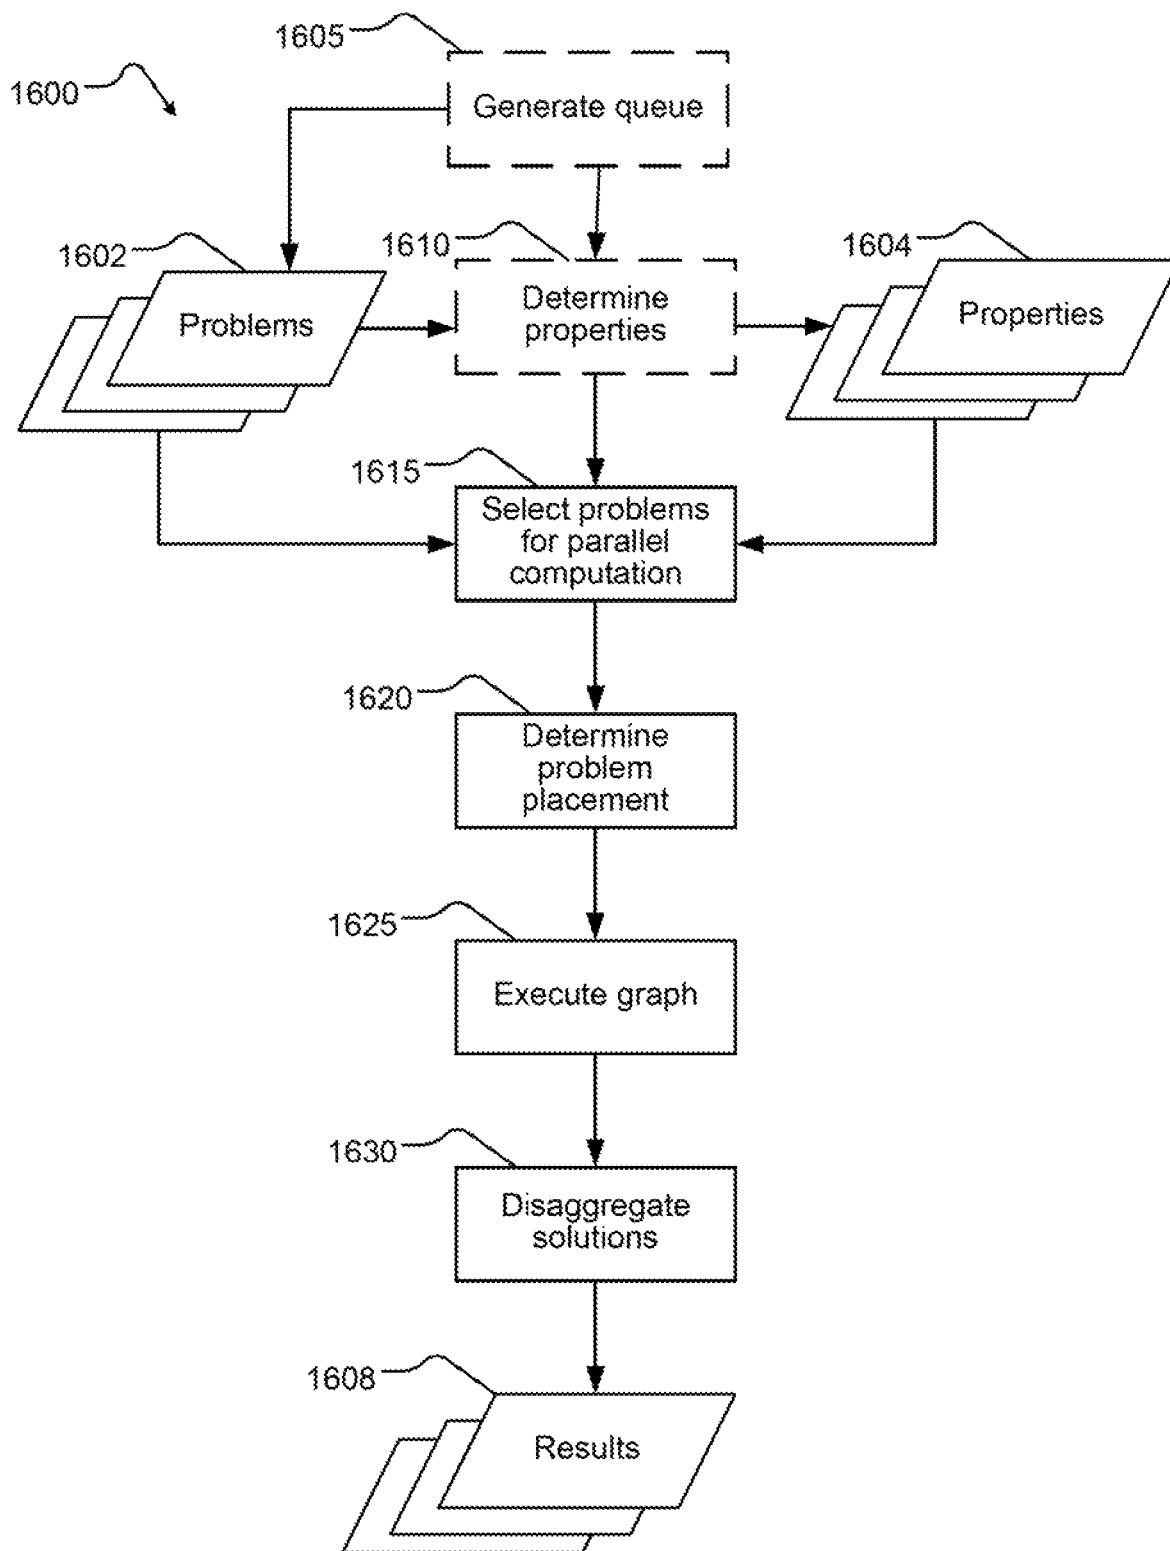 1605
1600
Generate queue
1602
1610
1604
Problems
Determine
properties
Properties
1615
Select problems
for parallel
computation
1620
Determine
problem
placement
1625
Execute graph
1630
Disaggregate
solutions
1608
Results